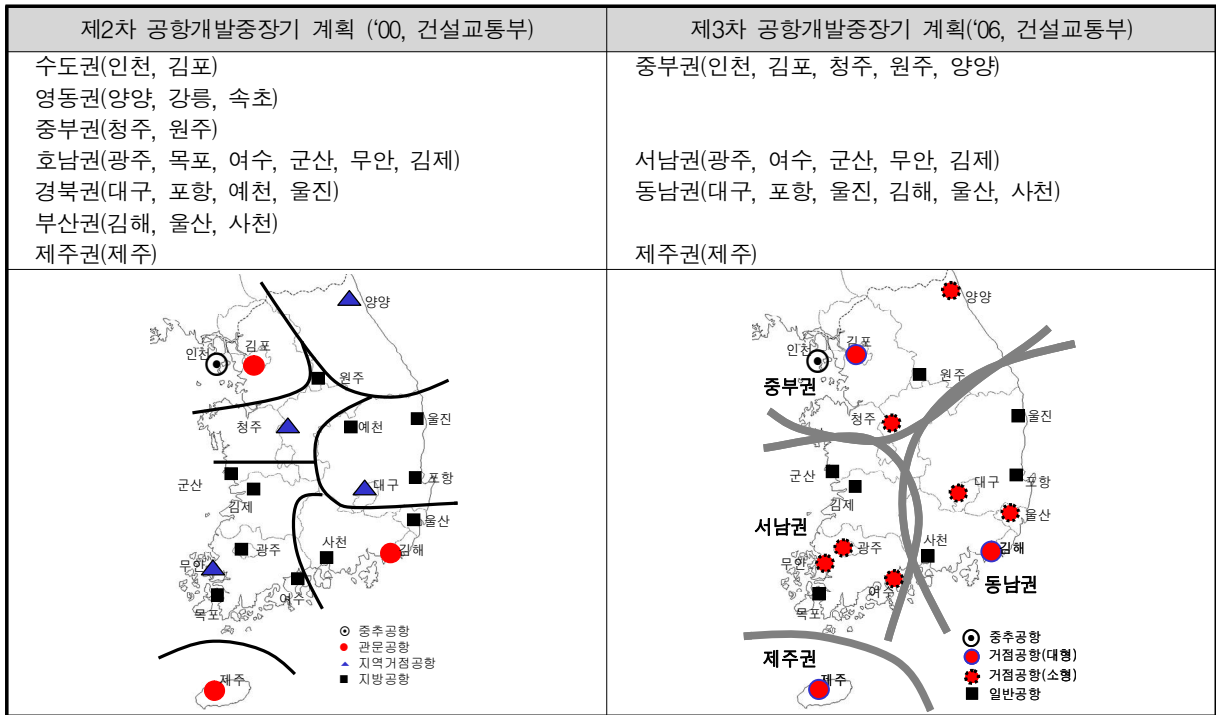 제2차 공항개발중장기 계획 (‘00, 건설교통부)
제3차 공항개발중장기 계획(‘06, 건설교통부)
수도권(인천, 김포)
영동권(양양, 강릉, 속초)
중부권(청주, 원주)
호남권(광주, 목포, 여수, 군산, 무안, 김제)
경북권(대구, 포항, 예천, 울진)
부산권(김해, 울산, 사천)
제주권(제주)
중부권(인천, 김포, 청주, 원주, 양양)
서남권(광주, 여수, 군산, 무안, 김제)
동남권(대구, 포항, 울진, 김해, 울산, 사천)
제주권(제주)
양양
인천
김포
원주
청주
예천
울진
군산
김제
대구
포항
울산
광주
사천
김해
무안
여수
목포
제주
중추공항
관문공항
지역거점공항
지방공항
양양
인천
김포
중부권
원주
청주
울진
군산
김제
대구
포항
울산
서남권
광주
사천
김해
무안
여수
동남권
목포
제주권
제주
중추공항
거점공항(대형)
거점공항(소형)
일반공항